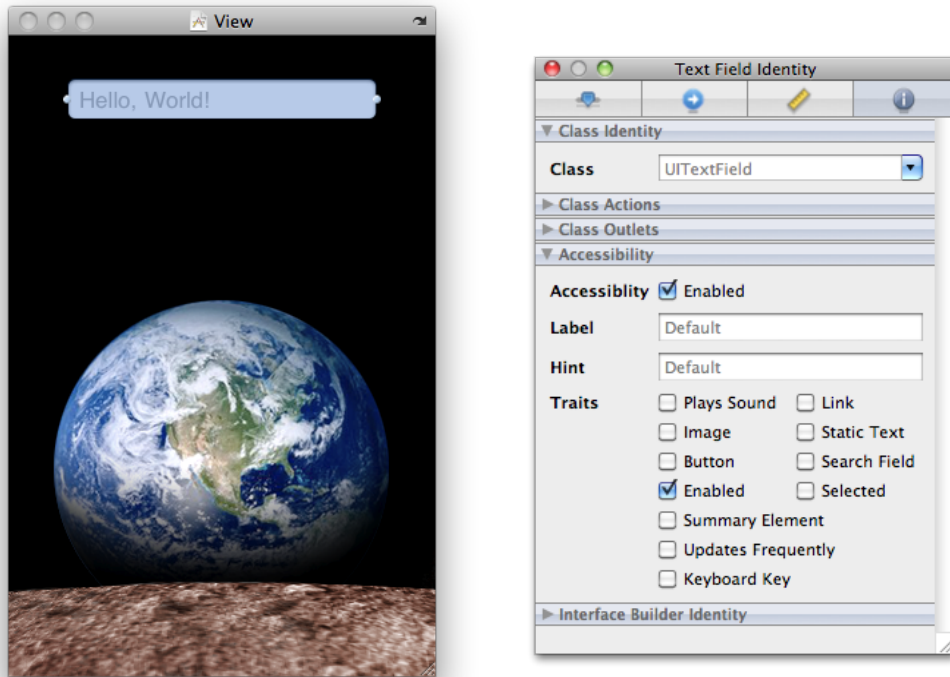 View
Hello, World!
Text Field Identity
Class Identity
Class UITextField
Class Actions
Class Outlets
Accessibility
Accessiblity Enabled
Label Default
Hint Default
Traits Plays Sound Link
Image Static Text
Button Search Field
Enabled Selected
Summary Element
Updates Frequently
Keyboard Key
Interface Builder Identity